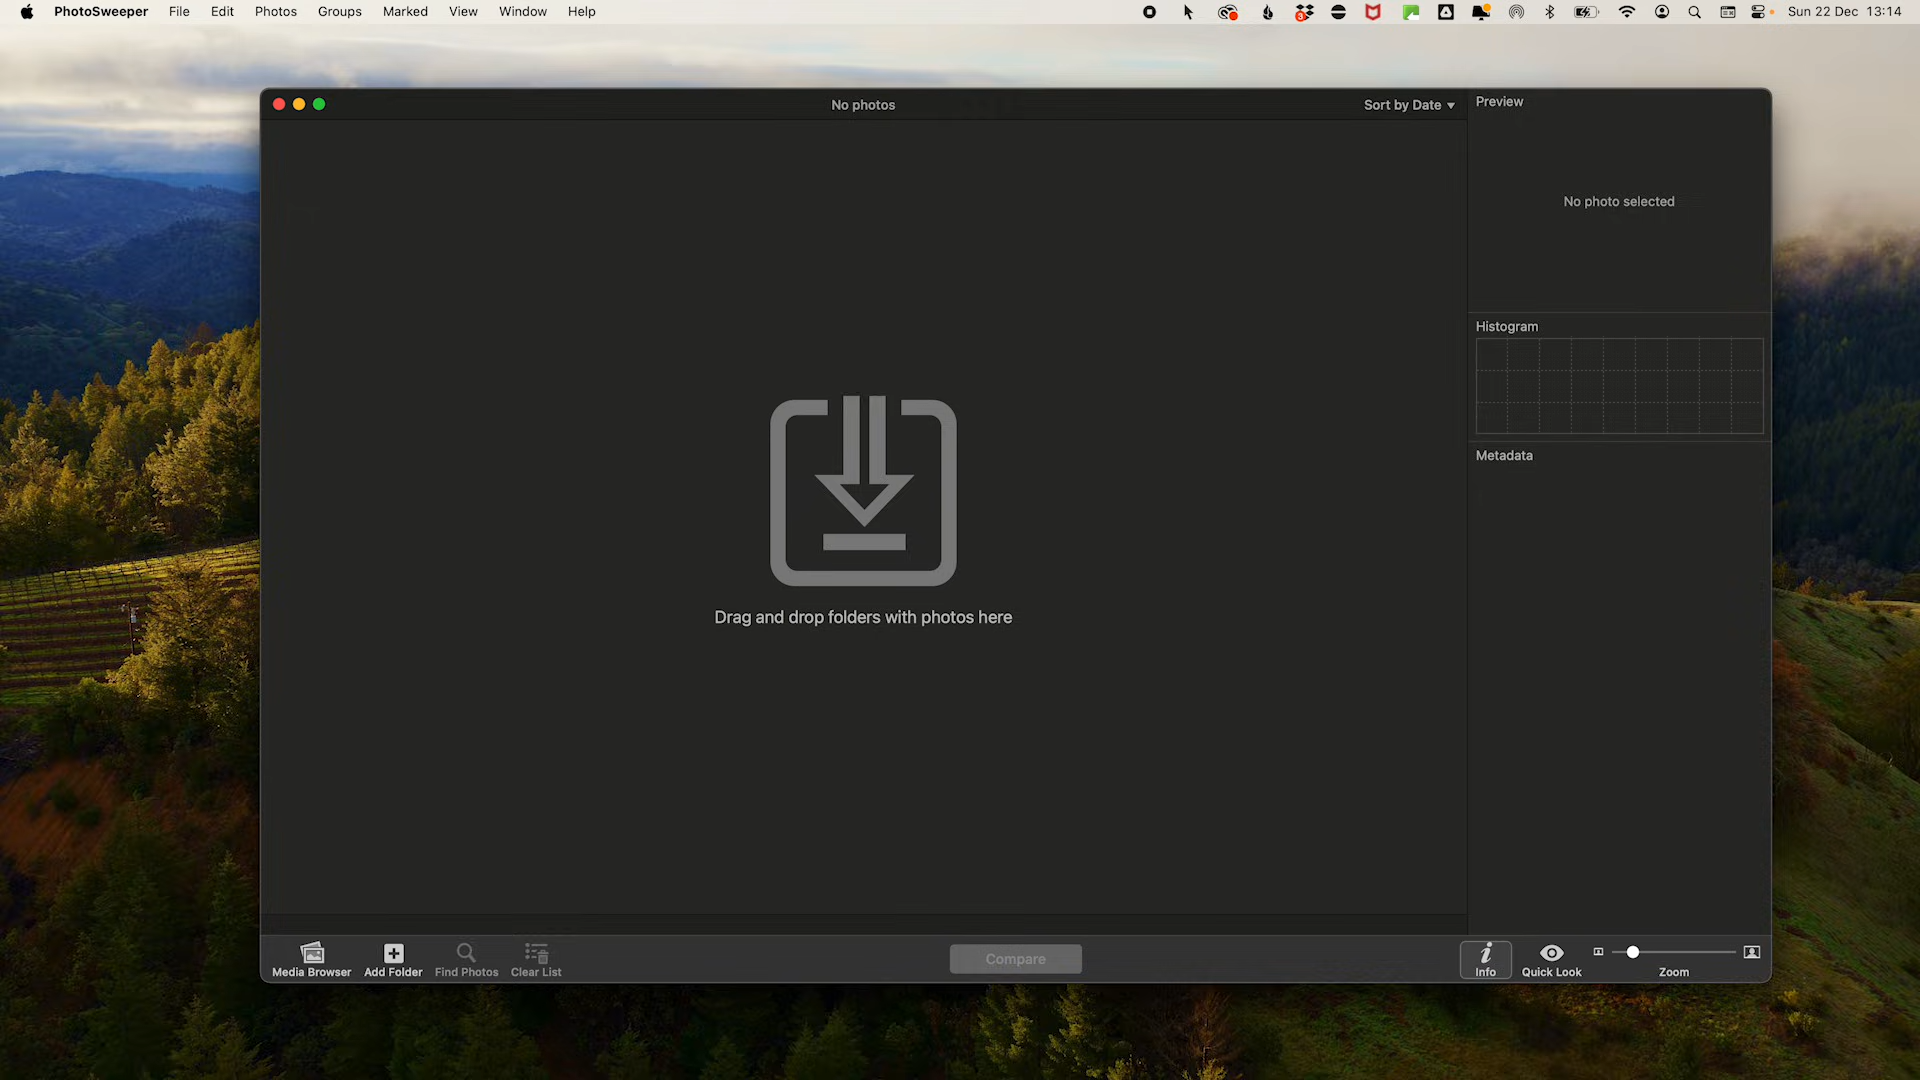 PhotoSweeper File Edit Photos Groups Marked View Window Help 3 Sun 22 Dec 13:14
No photos Sort by Date
Preview
No photo selected
Histogram
Metadata
Drag and drop folders with photos here
Media Browser Add Folder Find Photos Clear List Compare Info Quick Look Zoom